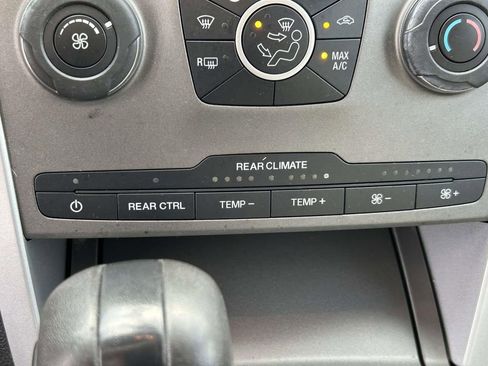 R
MAX
A/C
REAR CLIMATE
REAR CTRL TEMP – TEMP + – +